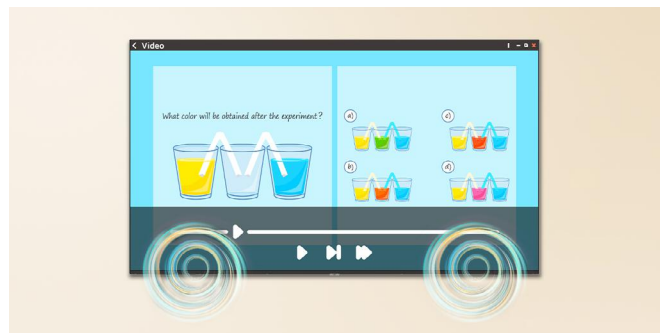 Video
What color will be obtained after the experiment?
a)
c)
b)
d)